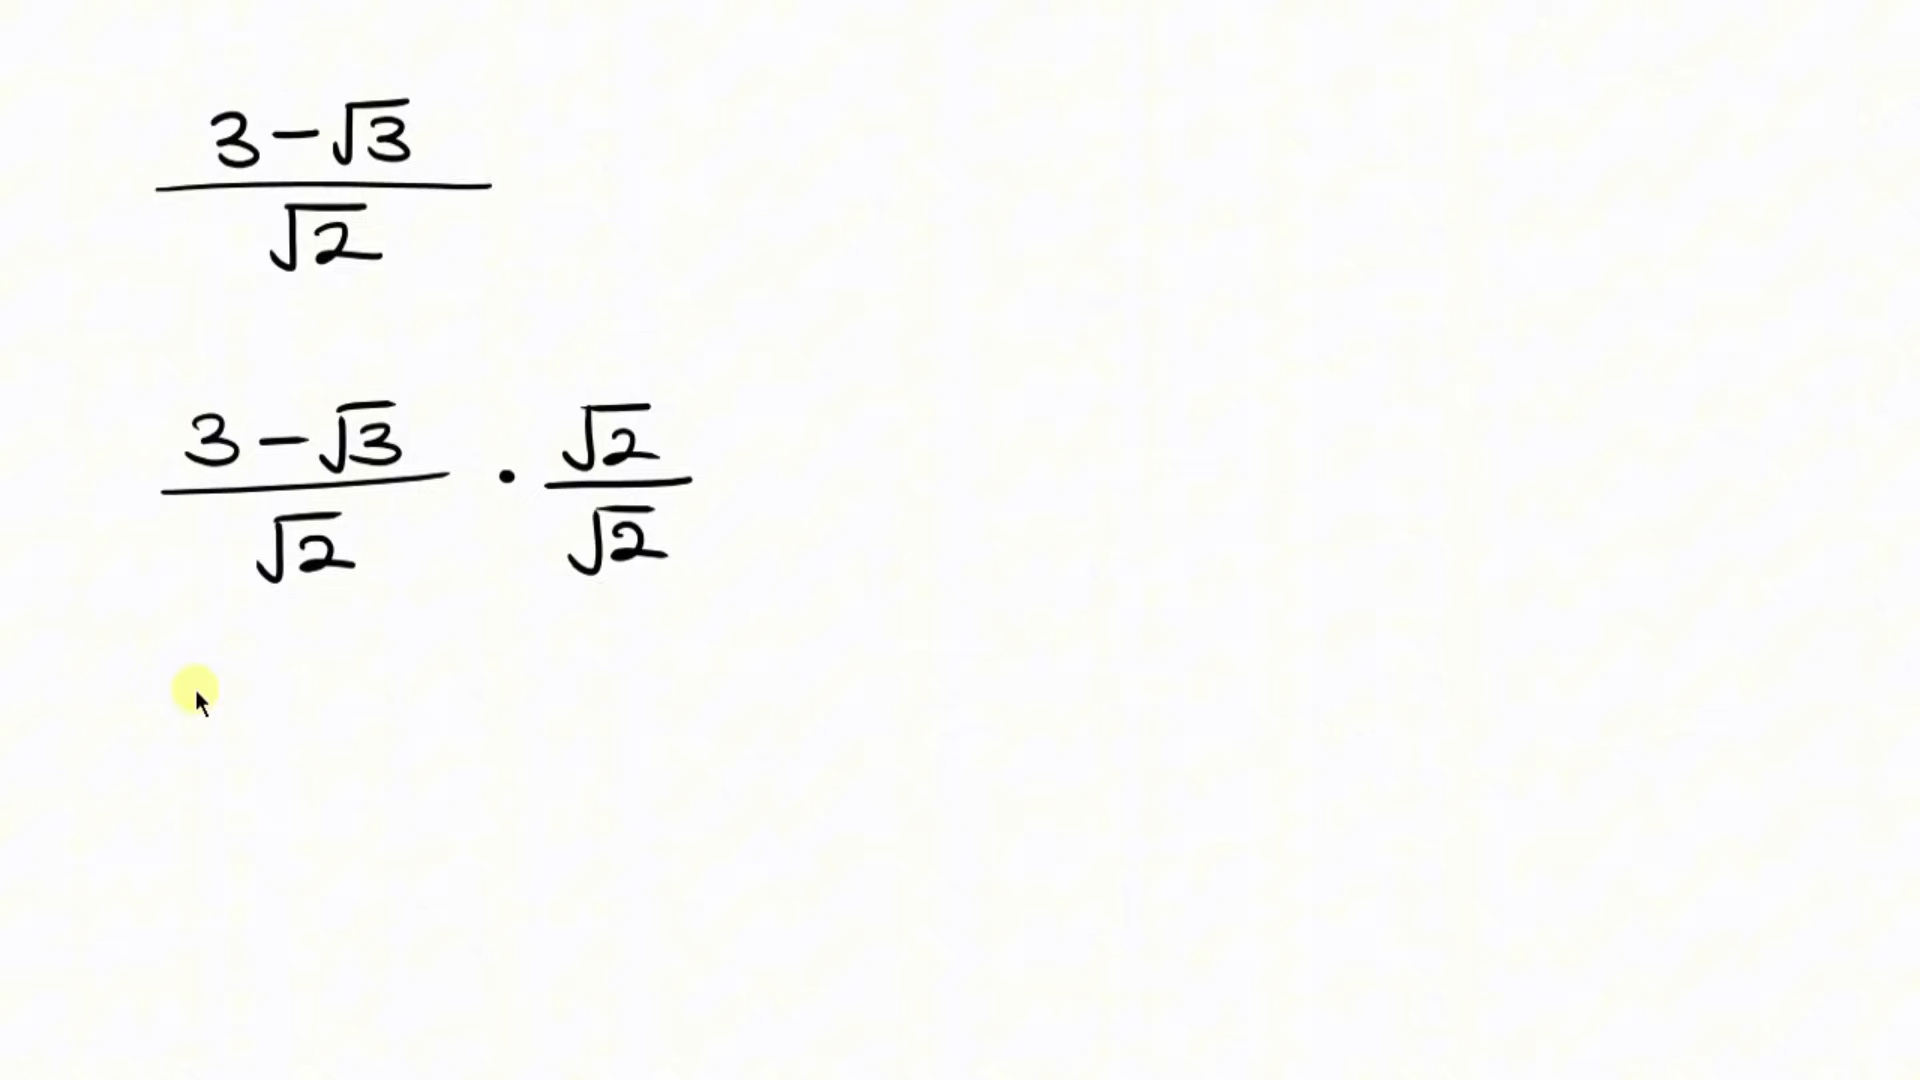 3-√3
√2
3-√3 · √2
√2 √2